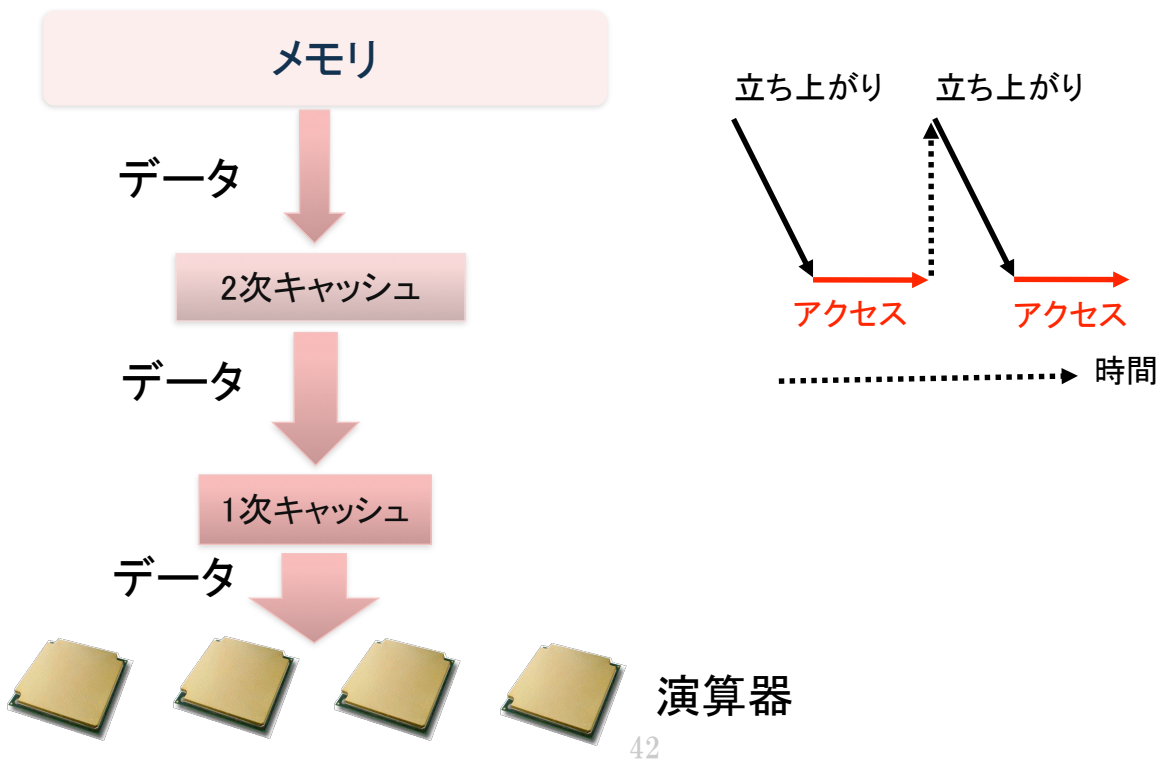 メモリ
データ
2次キャッシュ
データ
1次キャッシュ
データ
演算器
立ち上がり
立ち上がり
アクセス
アクセス
時間
42